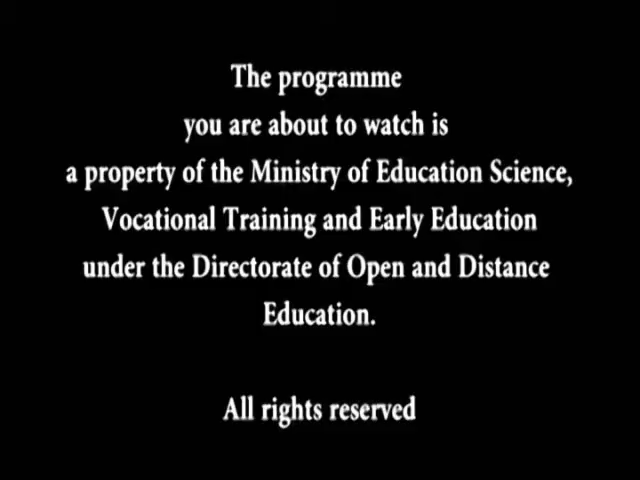 The programme
you are about to watch is
a property of the Ministry of Education Science,
Vocational Training and Early Education
under the Directorate of Open and Distance
Education.
All rights reserved